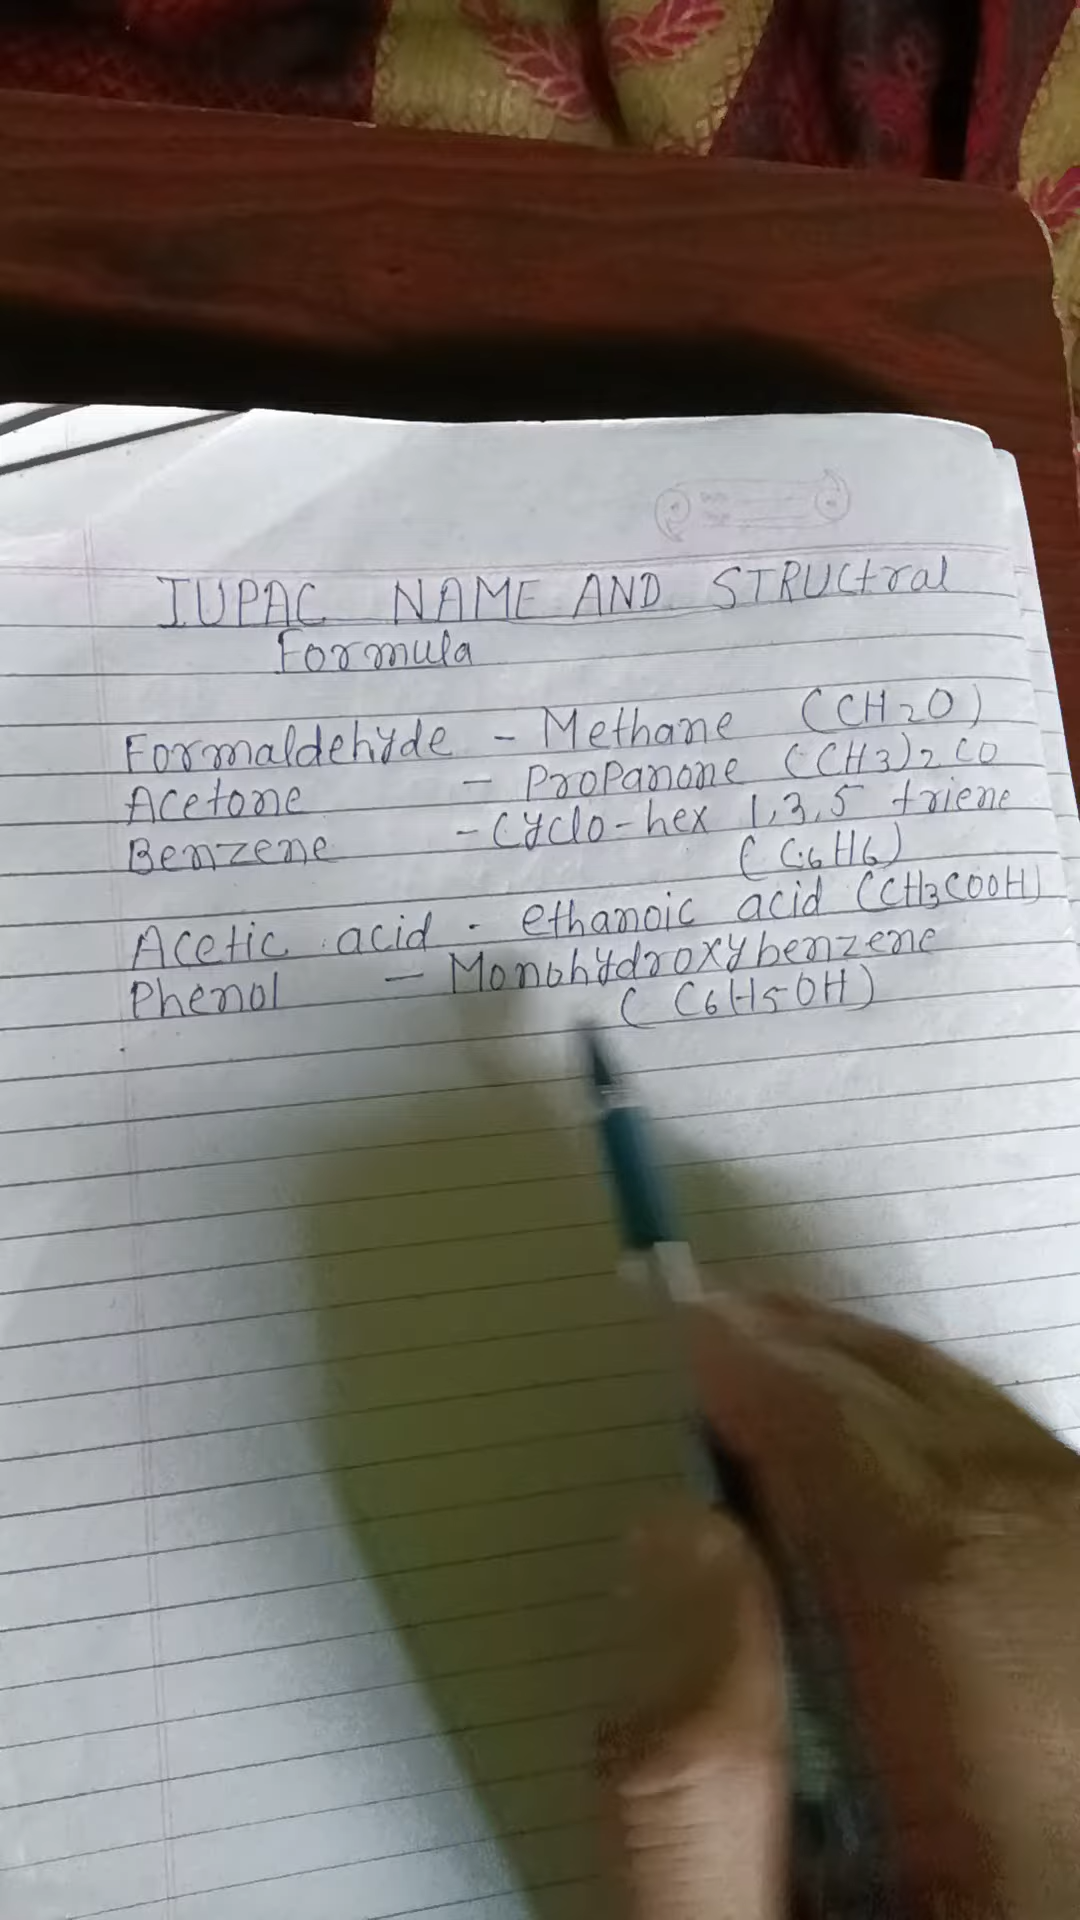 IUPAC NAME AND STRUCtral
Formula
Formaldehyde - Methane (CH2O)
Acetone - Propanone (CH3)2 CO
Benzene - Cyclo-hex 1,3,5 triene
(C6H6)
Acetic acid - ethanoic acid (CH3COOH)
Phenol - Monohydroxybenzene
(C6H5OH)